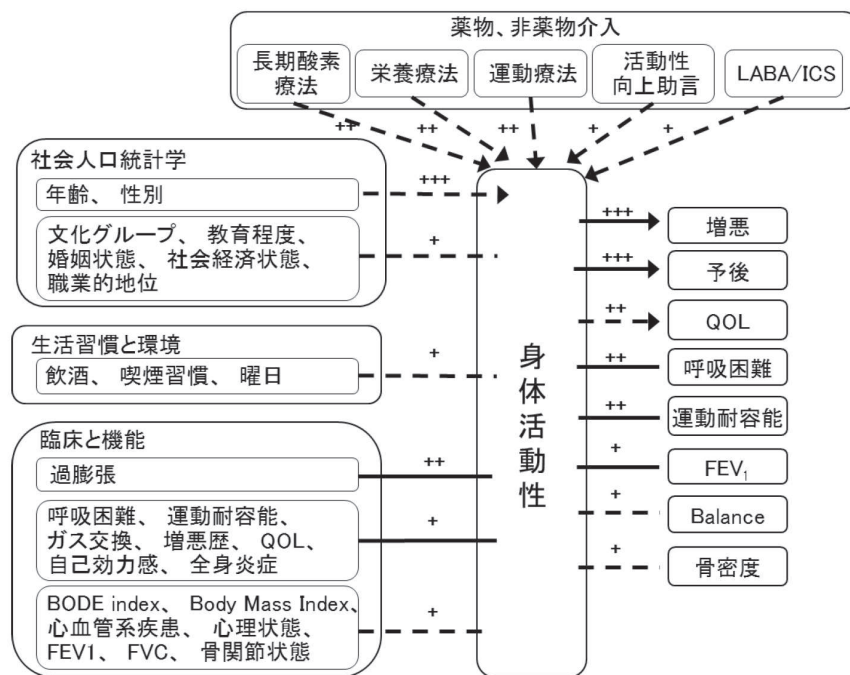 薬物、非薬物介入
長期酸素
療法
栄養療法
運動療法
活動性
向上助言
LABA/ICS
++
++
++
+
+
社会人口統計学
年齢、 性別
+++
文化グループ、 教育程度、
婚姻状態、 社会経済状態、
職業的地位
+
生活習慣と環境
飲酒、 喫煙習慣、 曜日
+
臨床と機能
過膨張
++
呼吸困難、 運動耐容能、
ガス交換、 増悪歴、 QOL、
自己効力感、 全身炎症
+
BODE index、 Body Mass Index、
心血管系疾患、 心理状態、
FEV1、 FVC、 骨関節状態
+
身体活動性
+++
増悪
+++
予後
++
QOL
++
呼吸困難
++
運動耐容能
+
FEV₁
+
Balance
+
骨密度